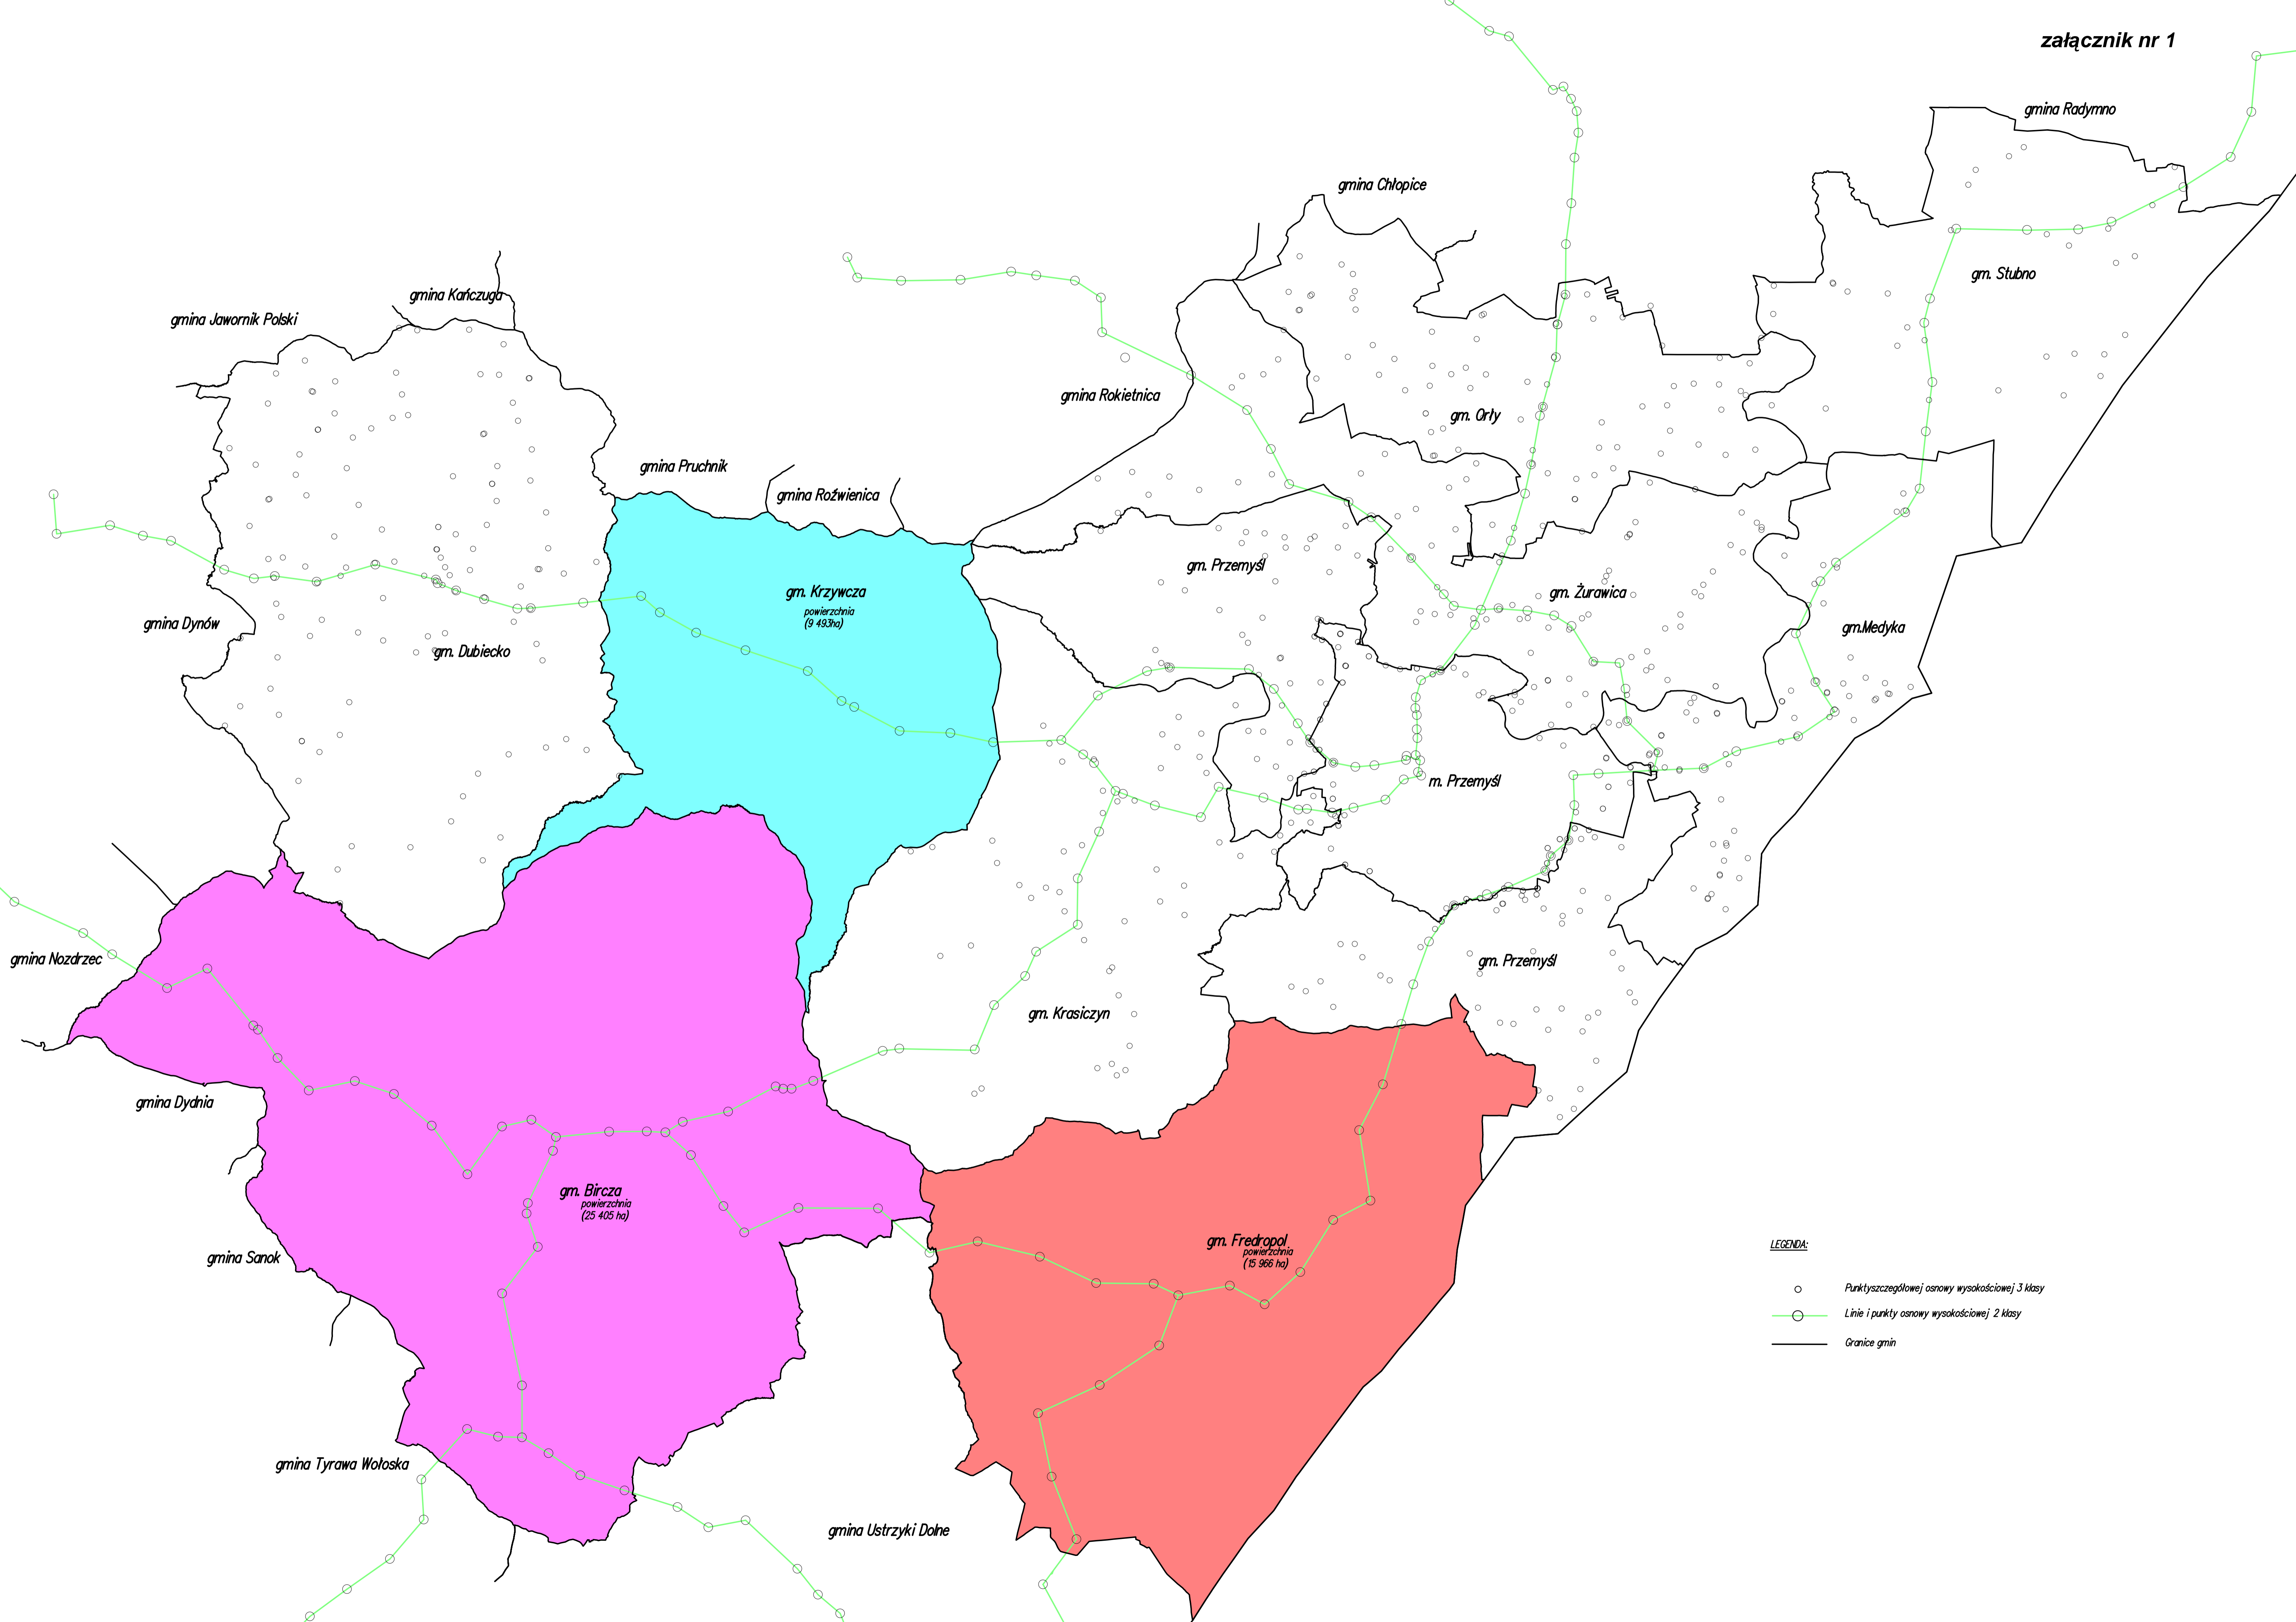 załącznik nr 1
gmina Radymno
gmina Chłopice
gm. Stubno
gmina Kańczuga
gmina Jawornik Polski
gmina Rokietnica
gm. Orły
gmina Pruchnik
gmina Roźwienica
gm. Przemyśl
gm. Krzywcza
powierzchnia
(9 493ha)
gm. Żurawica
gmina Dynów
gm.Medyka
gm. Dubiecko
m. Przemyśl
gmina Nozdrzec
gm. Przemyśl
gm. Krasiczyn
gmina Dydnia
gm. Bircza
powierzchnia
(25 405 ha)
gm. Fredropol
powierzchnia
(15 966 ha)
gmina Sanok
LEGENDA:
Punktyszczegółowej osnowy wysokościowej 3 klasy
Linie i punkty osnowy wysokościowej 2 klasy
Granice gmin
gmina Tyrawa Wołoska
gmina Ustrzyki Dolne